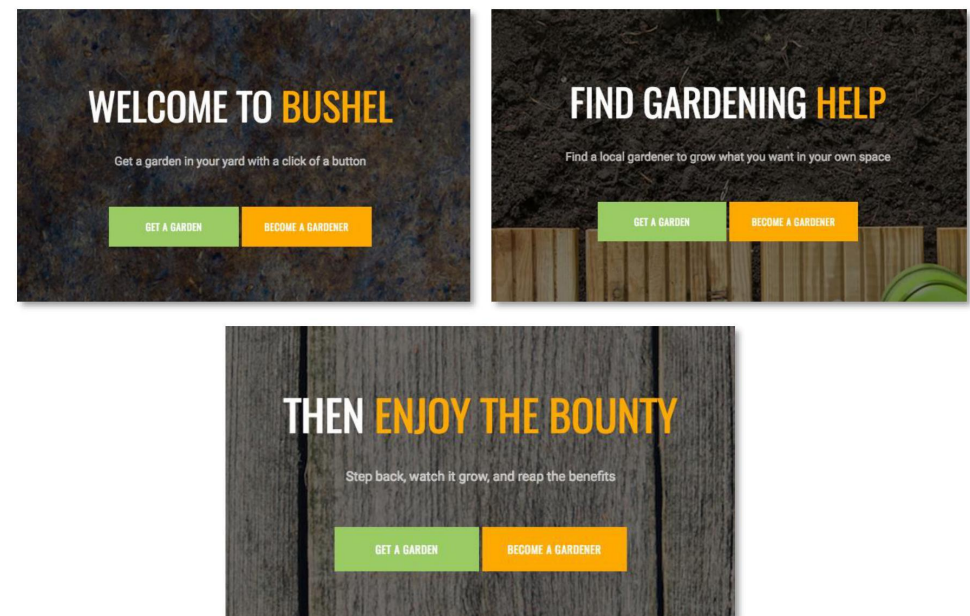 WELCOME TO BUSHEL
Get a garden in your yard with a click of a button
GET A GARDEN
BECOME A GARDENER
FIND GARDENING HELP
Find a local gardener to grow what you want in your own space
GET A GARDEN
BECOME A GARDENER
THEN ENJOY THE BOUNTY
Step back, watch it grow, and reap the benefits
GET A GARDEN
BECOME A GARDENER